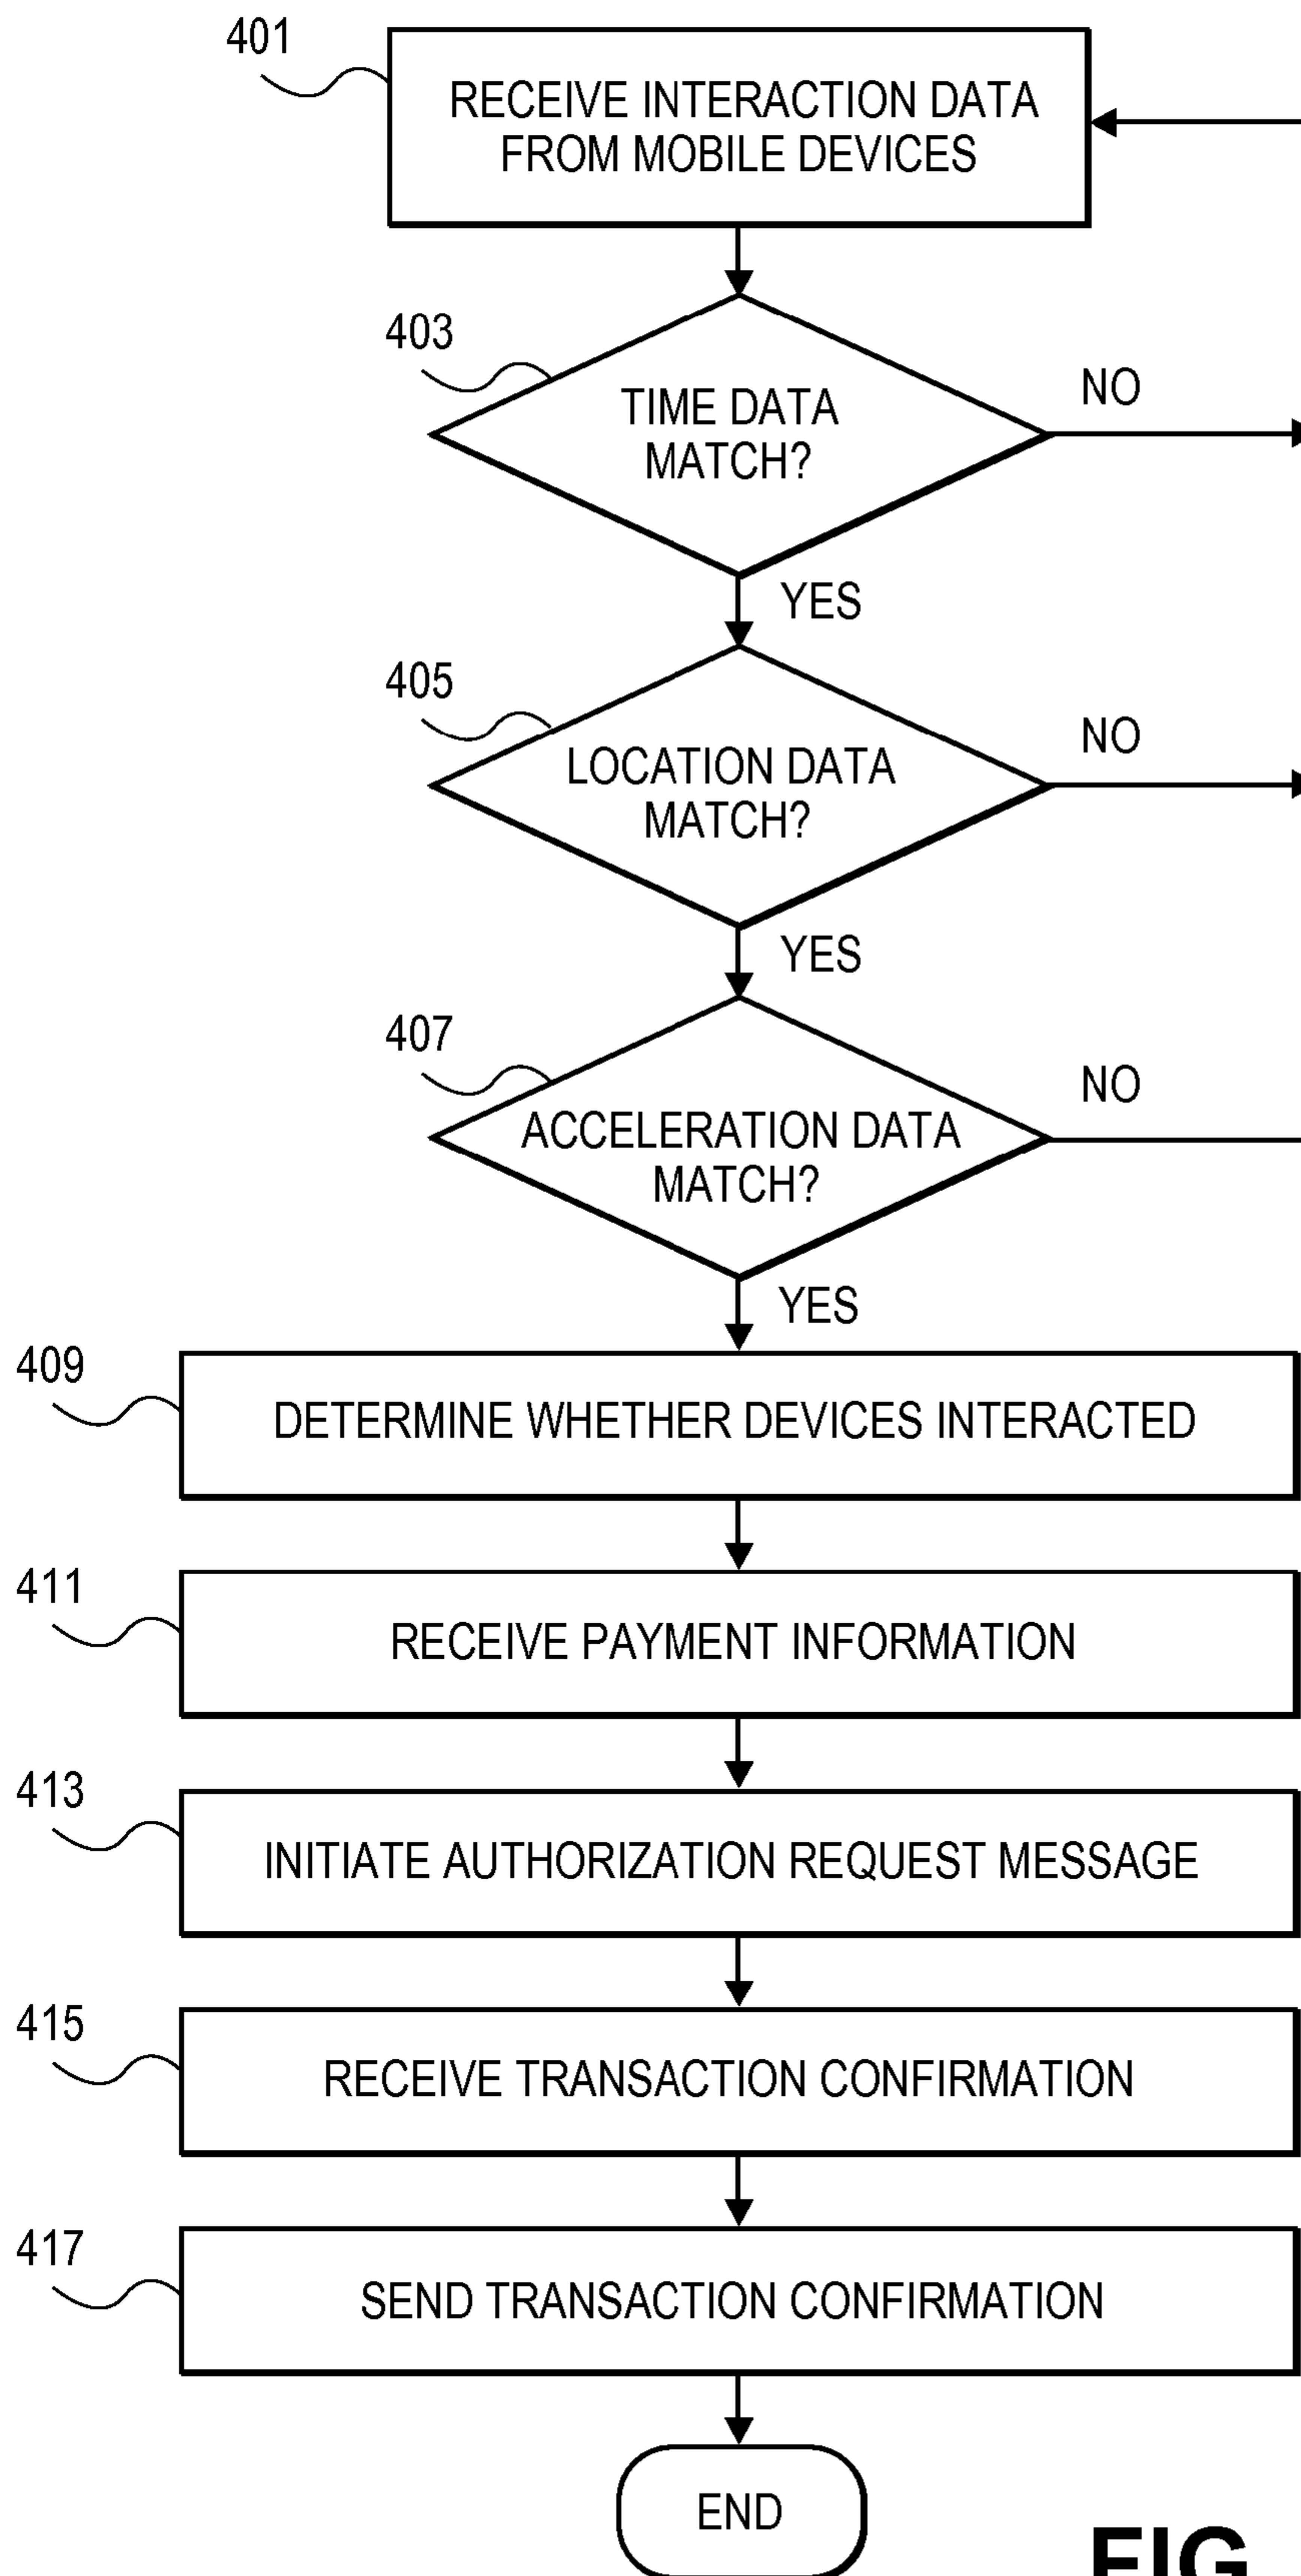 401
RECEIVE INTERACTION DATA
FROM MOBILE DEVICES
403
TIME DATA
MATCH?
NO
YES
405
LOCATION DATA
MATCH?
NO
YES
407
ACCELERATION DATA
MATCH?
NO
YES
409
DETERMINE WHETHER DEVICES INTERACTED
411
RECEIVE PAYMENT INFORMATION
413
INITIATE AUTHORIZATION REQUEST MESSAGE
415
RECEIVE TRANSACTION CONFIRMATION
417
SEND TRANSACTION CONFIRMATION
END
FIG